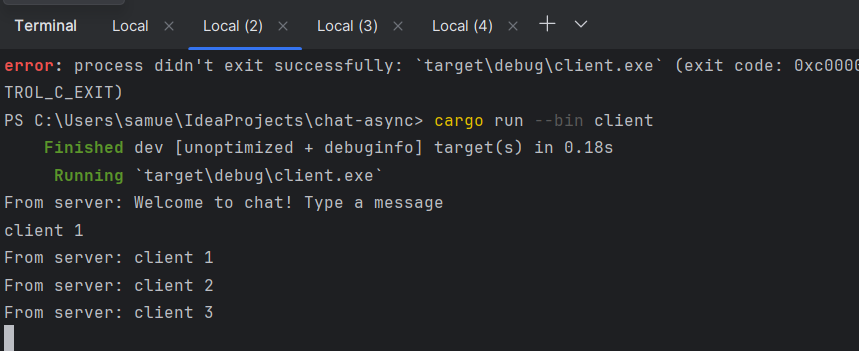 Terminal Local × Local (2) × Local (3) × Local (4) × +
error: process didn't exit successfully: `target\debug\client.exe` (exit code: 0xc000
TROL_C_EXIT)
PS C:\Users\samue\IdeaProjects\chat-async> cargo run --bin client
    Finished dev [unoptimized + debuginfo] target(s) in 0.18s
     Running `target\debug\client.exe`
From server: Welcome to chat! Type a message
client 1
From server: client 1
From server: client 2
From server: client 3